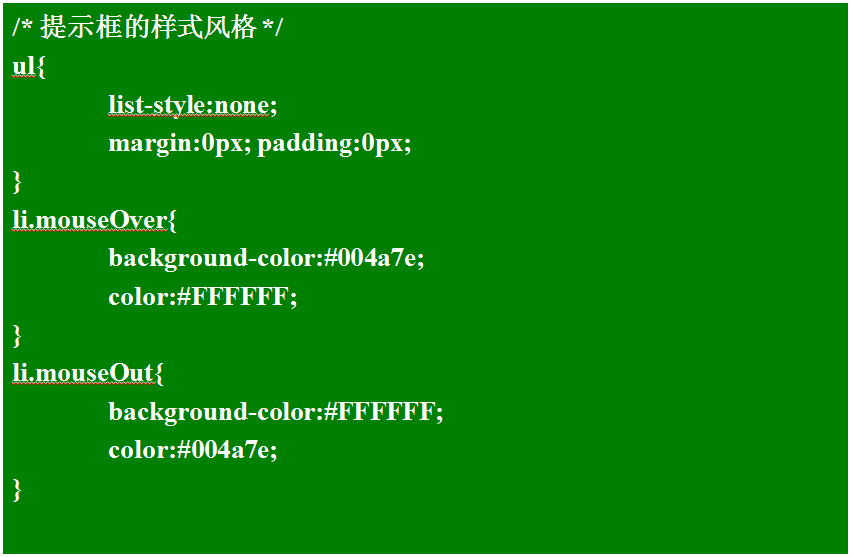 /* 提示框的样式风格 */
ul{
list-style:none;
margin:0px; padding:0px;
}
li.mouseOver{
background-color:#004a7e;
color:#FFFFFF;
}
li.mouseOut{
background-color:#FFFFFF;
color:#004a7e;
}